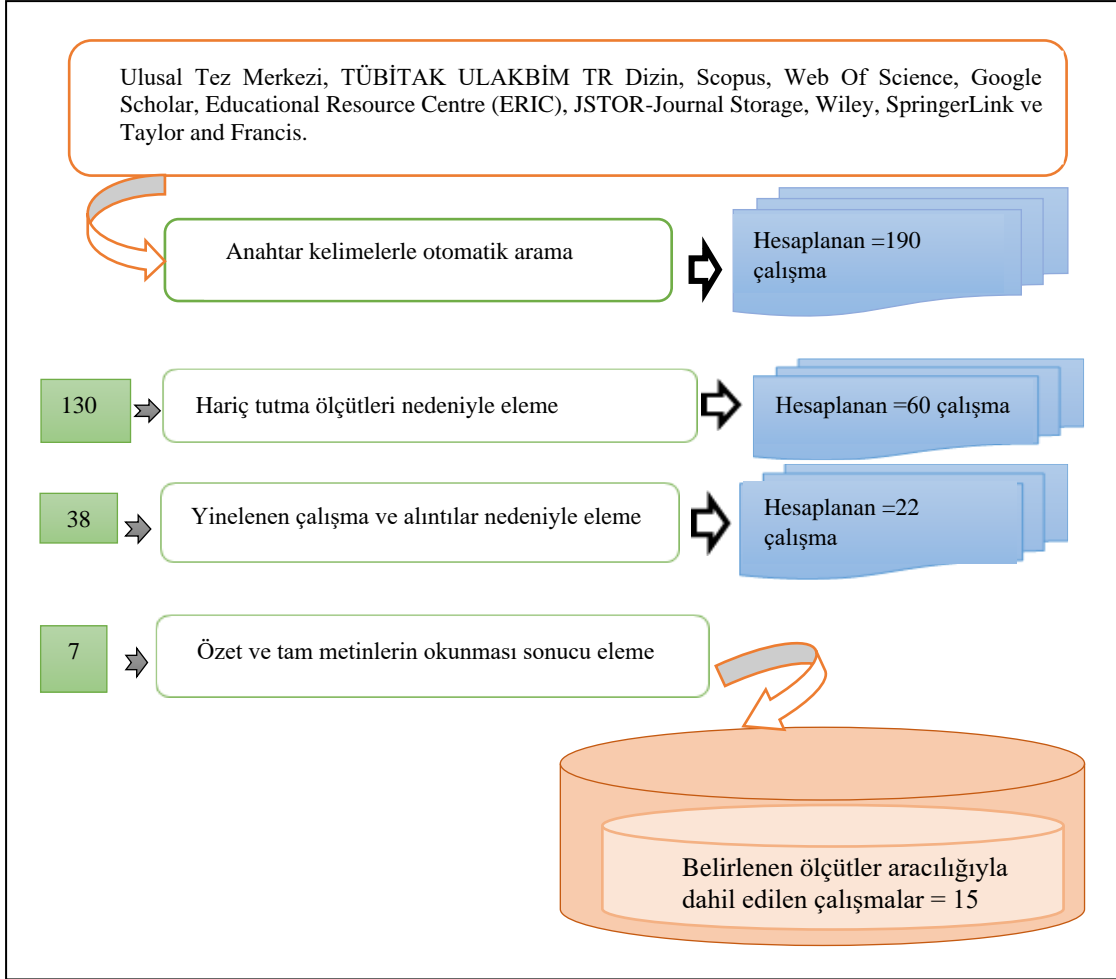 Ulusal Tez Merkezi, TÜBİTAK ULAKBİM TR Dizin, Scopus, Web Of Science, Google
Scholar, Educational Resource Centre (ERIC), JSTOR-Journal Storage, Wiley, SpringerLink ve
Taylor and Francis.
Anahtar kelimelerle otomatik arama
Hesaplanan =190
çalışma
130
Hariç tutma ölçütleri nedeniyle eleme
Hesaplanan =60 çalışma
38
Yinelenen çalışma ve alıntılar nedeniyle eleme
Hesaplanan =22
çalışma
7
Özet ve tam metinlerin okunması sonucu eleme
Belirlenen ölçütler aracılığıyla
dahil edilen çalışmalar = 15